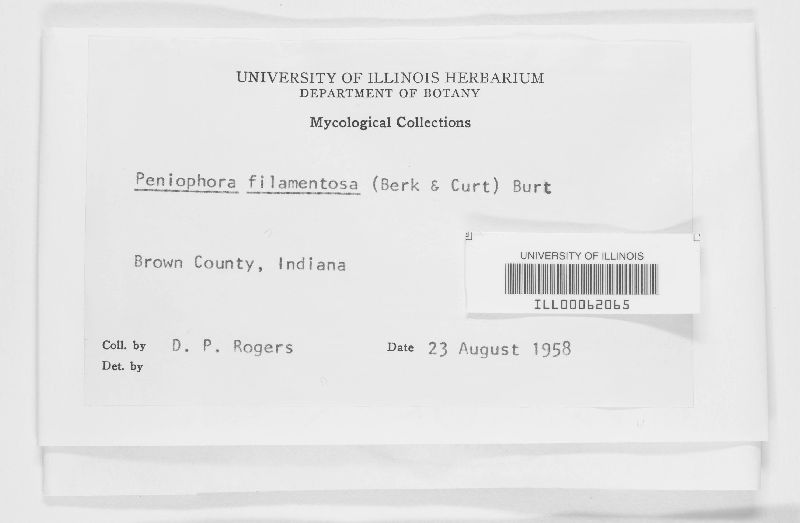 UNIVERSITY OF ILLINOIS HERBARIUM
DEPARTMENT OF BOTANY
Mycological Collections
Peniophora filamentosa (Berk & Curt) Burt
Brown County, Indiana
UNIVERSITY OF ILLINOIS
ILL00062065
Coll. by D. P. Rogers Date 23 August 1958
Det. by